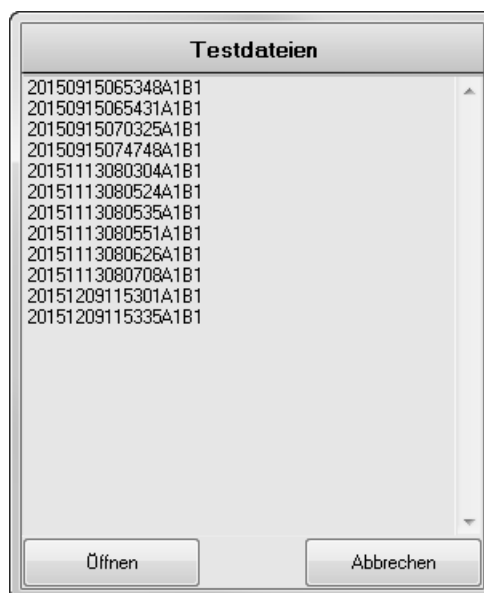 Testdateien
20150915065348A1B1
20150915065431A1B1
20150915070325A1B1
20150915074748A1B1
20151113080304A1B1
20151113080524A1B1
20151113080535A1B1
20151113080551A1B1
20151113080626A1B1
20151113080708A1B1
20151209115301A1B1
20151209115335A1B1
Öffnen
Abbrechen